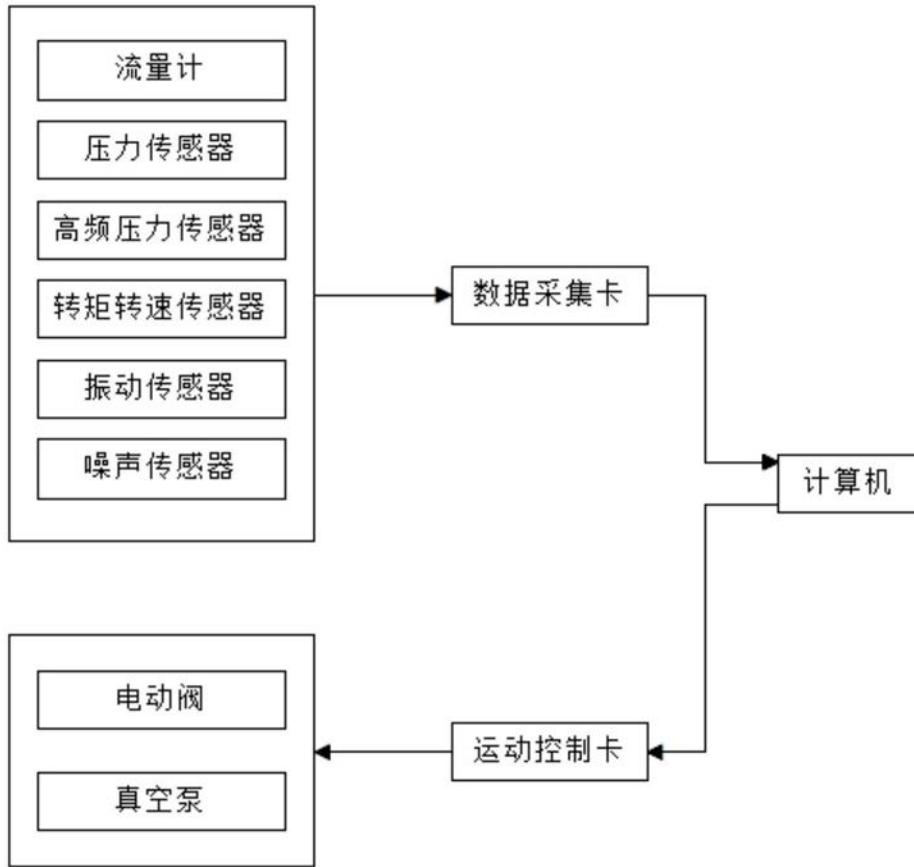 流量计
压力传感器
高频压力传感器
转矩转速传感器
振动传感器
噪声传感器
数据采集卡
计算机
电动阀
真空泵
运动控制卡